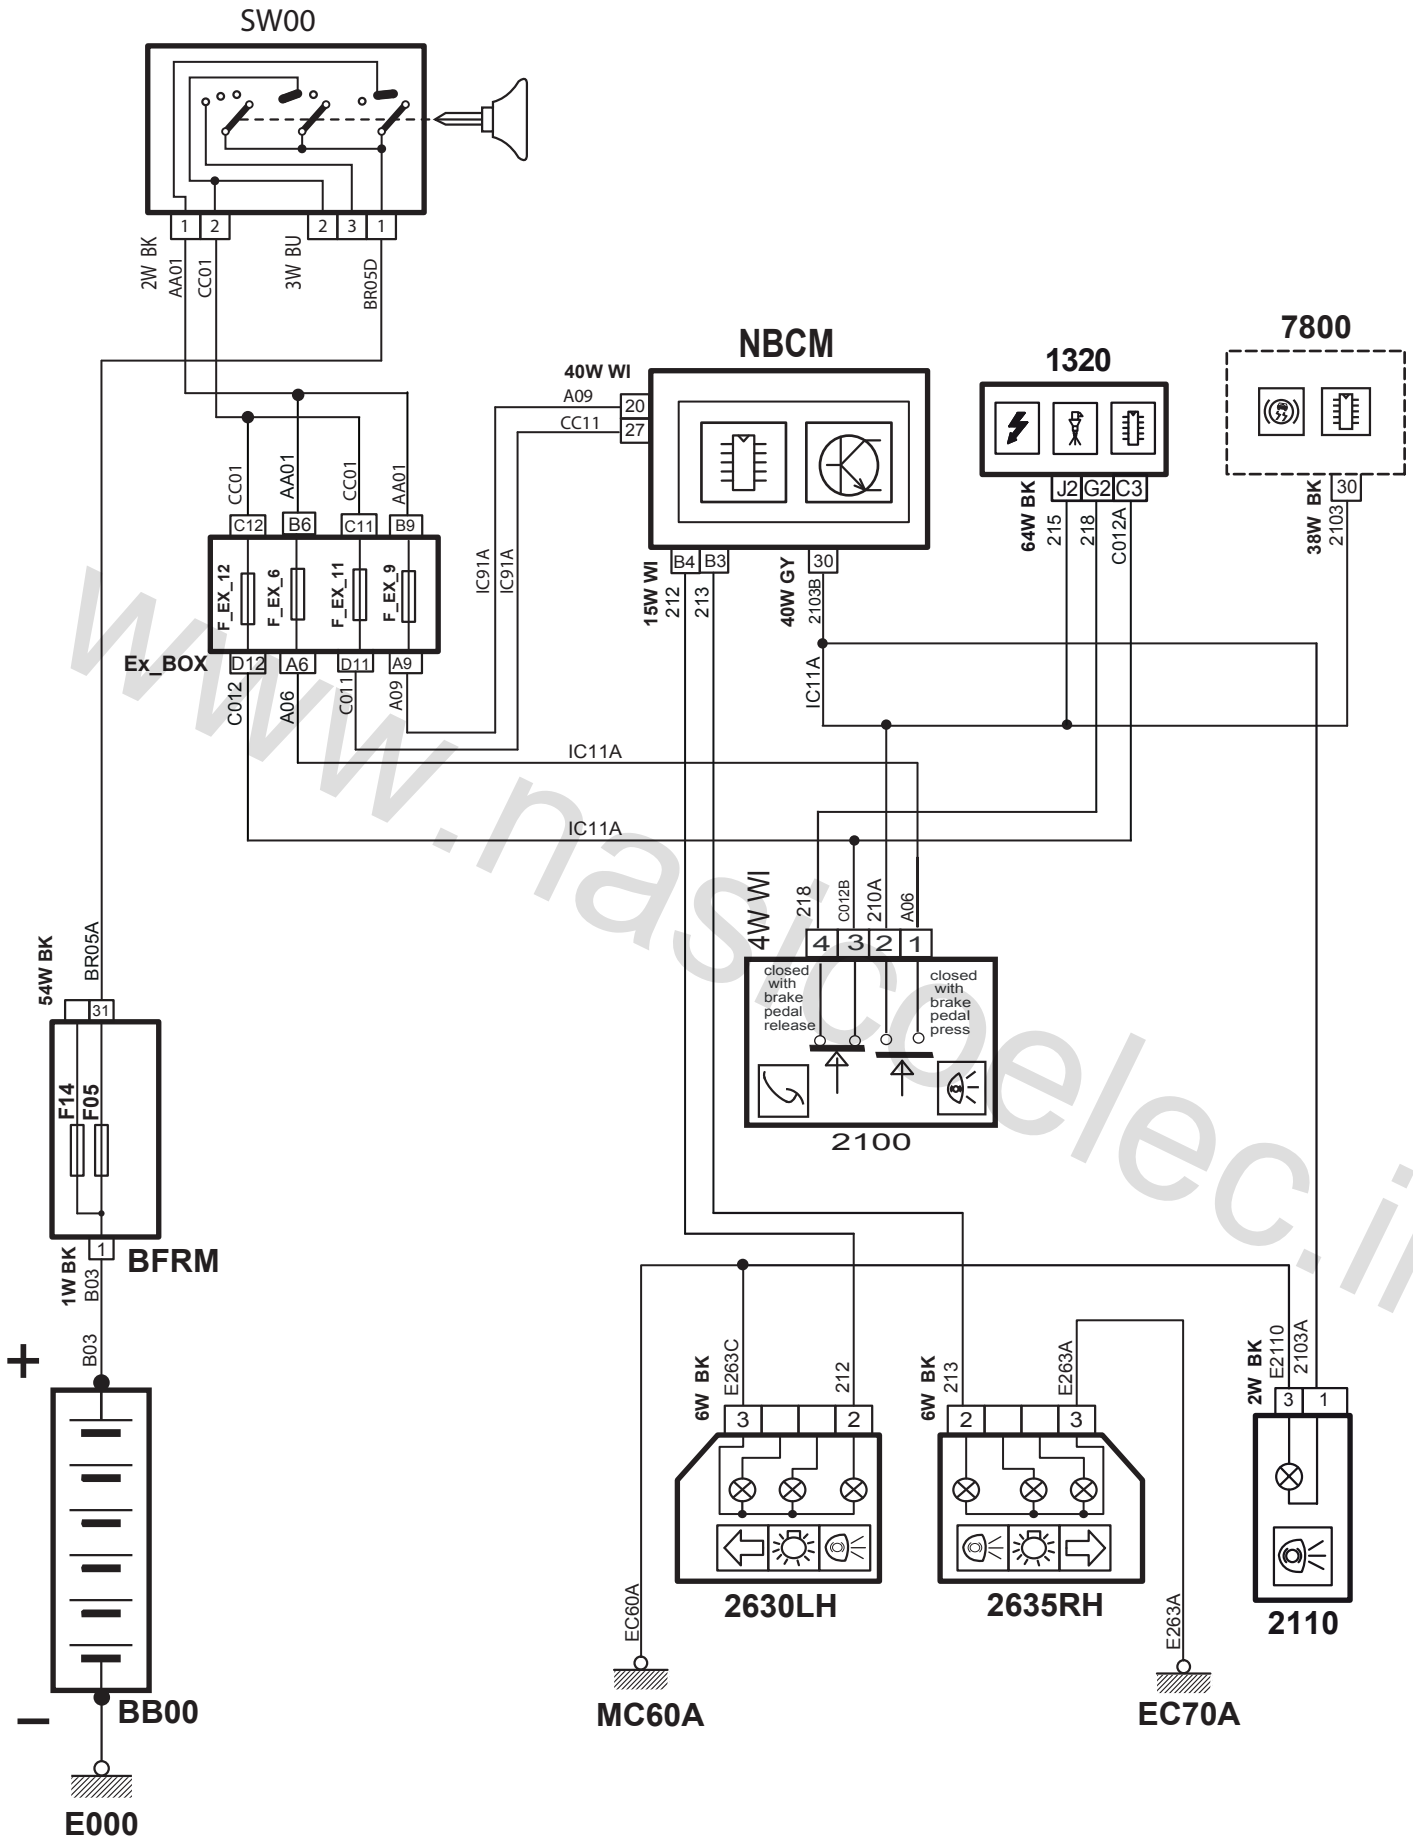 SW00
1 2 2 3 1
2W BK
AA01
CC01
3W BU
BR05D
NBCM
1320
7800
40W WI
A09
20
CC11
27
CC01
AA01
CC01
AA01
C12 B6 C11 B9
F_EX_12
F_EX_6
F_EX_11
F_EX_9
Ex_BOX
D12 A6 D11 A9
C012
A06
C011
A09
IC91A
IC91A
J2 G2 C3
64W BK
215
218
C012A
30
38W BK
2103
B4 B3
15W WI
212
213
30
40W GY
2103B
IC11A
IC11A
IC11A
4W WI
218
C012B
210A
A06
4 3 2 1
closed
with
brake
pedal
release
closed
with
brake
pedal
press
2100
54W BK
BR05A
31
F14
F05
1
BFRM
1W BK
B03
B03
+
BB00
–
E000
6W BK
E263C
212
3 2
2630LH
6W BK
213
E263A
2 3
2635RH
2W BK
E2110
2103A
3 1
2110
EC60A
MC60A
E263A
EC70A
www.nasicoelec.ir